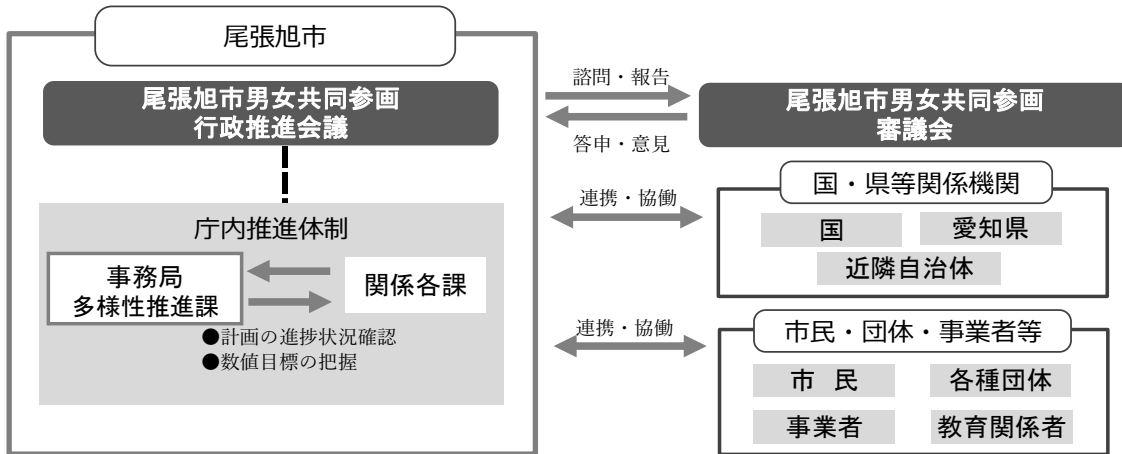 尾張旭市
尾張旭市男女共同参画
行政推進会議
庁内推進体制
事務局
多様性推進課
関係各課
●計画の進捗状況確認
●数値目標の把握
諮問・報告
答申・意見
尾張旭市男女共同参画
審議会
連携・協働
国・県等関係機関
国
愛知県
近隣自治体
連携・協働
市民・団体・事業者等
市　民
各種団体
事業者
教育関係者